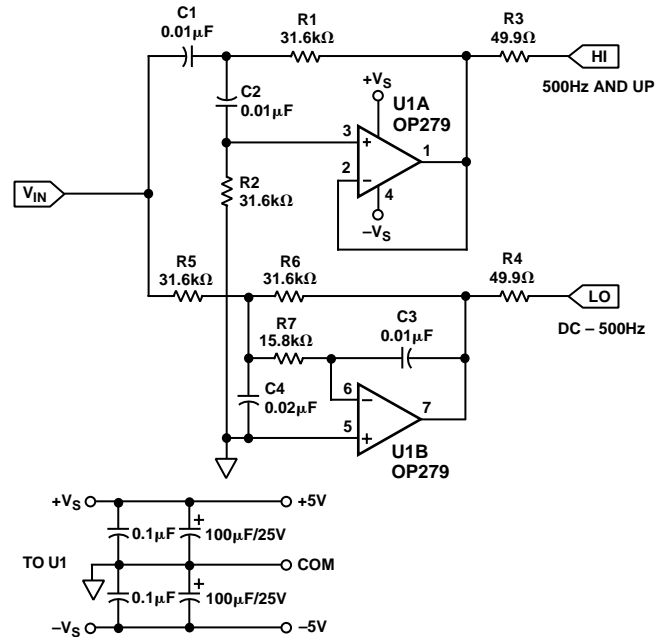 C1
0.01µF
R1
31.6kΩ
R3
49.9Ω
HI
500Hz AND UP
C2
0.01µF
+VS
U1A
OP279
3
+
1
2
–
4
–VS
R2
31.6kΩ
VIN
R5
31.6kΩ
R6
31.6kΩ
R4
49.9Ω
LO
DC – 500Hz
R7
15.8kΩ
C3
0.01µF
C4
0.02µF
6
–
7
5
+
U1B
OP279
+VS
+5V
0.1µF
+
100µF/25V
TO U1
COM
0.1µF
+
100µF/25V
–VS
–5V